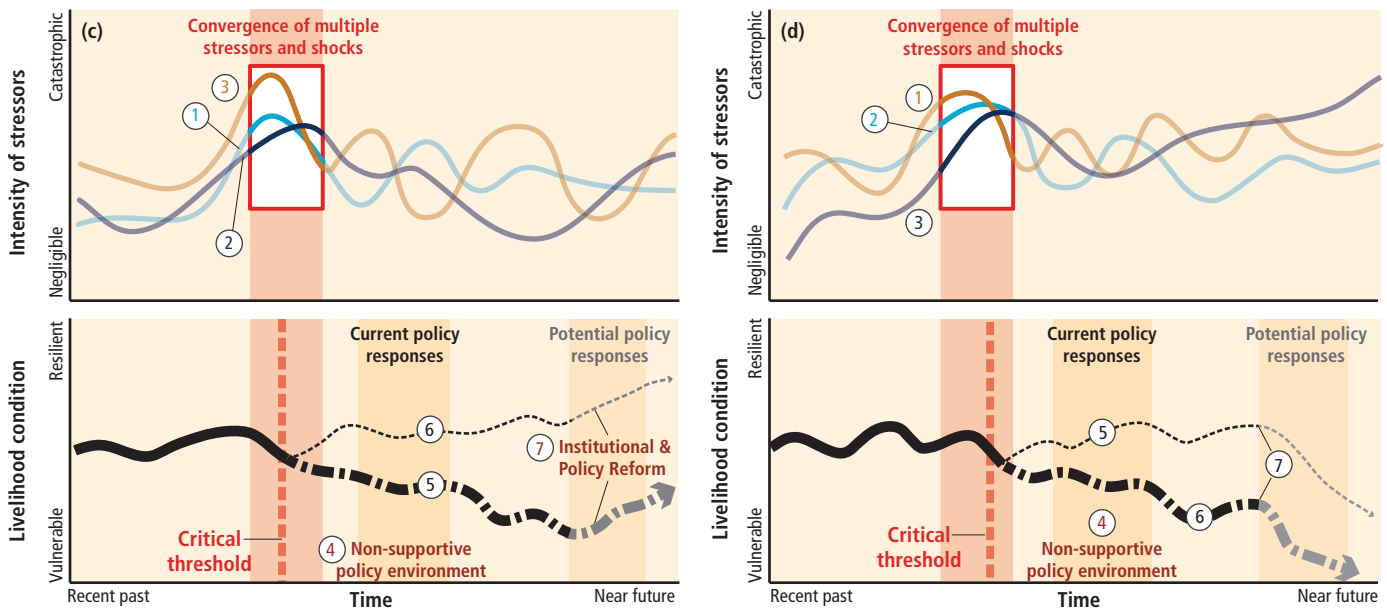 (c)
Convergence of multiple
stressors and shocks
Catastrophic
Intensity of stressors
Negligible
3
1
2
Resilient
Livelihood condition
Vulnerable
Current policy
responses
Potential policy
responses
6
7 Institutional &
Policy Reform
5
Critical
threshold
4 Non-supportive
policy environment
Recent past
Time
Near future
(d)
Convergence of multiple
stressors and shocks
Catastrophic
Intensity of stressors
Negligible
1
2
3
Resilient
Livelihood condition
Vulnerable
Current policy
responses
Potential policy
responses
5
7
6
4
Critical
threshold
Non-supportive
policy environment
Recent past
Time
Near future